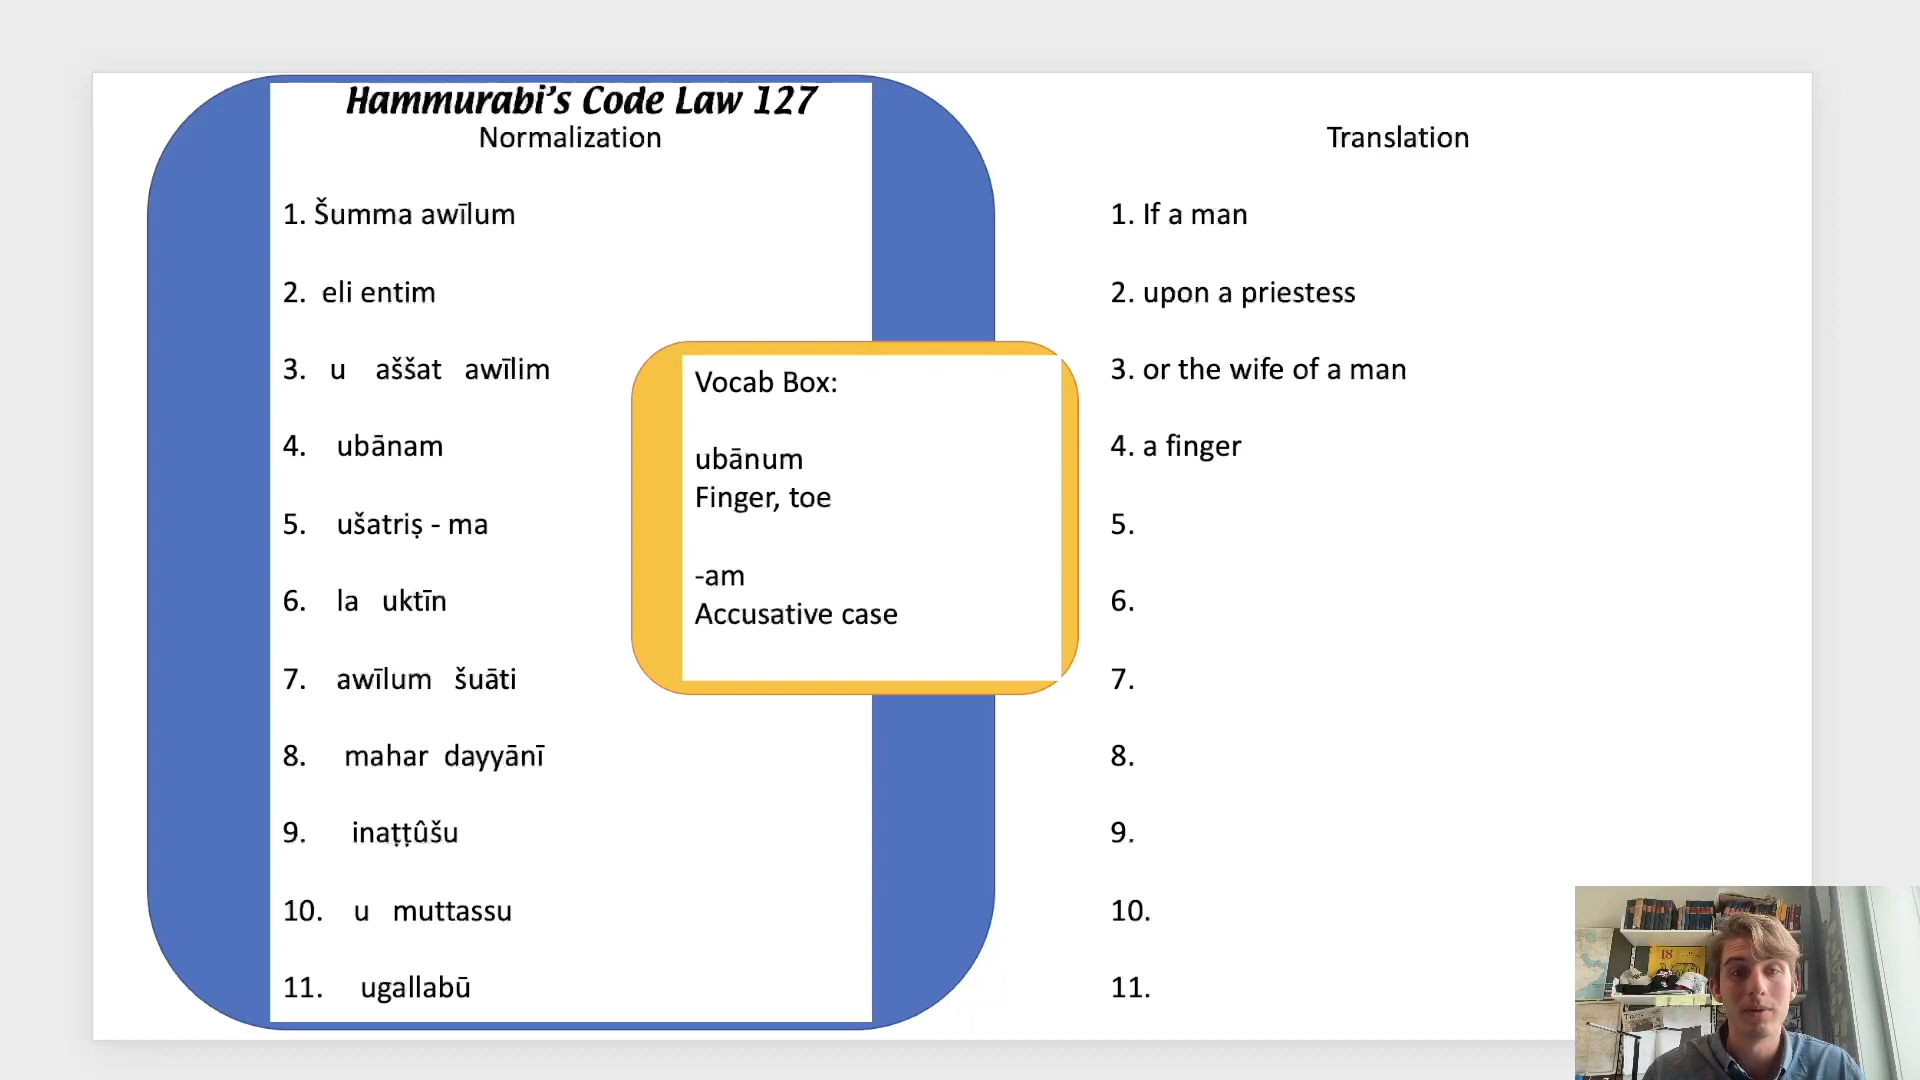 Hammurabi’s Code Law 127
Normalization
1. Šumma awīlum
2. eli entim
3. u aššat awīlim
4. ubānam
5. ušatriṣ - ma
6. la uktīn
7. awīlum šuāti
8. mahar dayyānī
9. inaṭṭûšu
10. u muttassu
11. ugallabū
Vocab Box:
ubānum
Finger, toe
-am
Accusative case
Translation
1. If a man
2. upon a priestess
3. or the wife of a man
4. a finger
5.
6.
7.
8.
9.
10.
11.
18